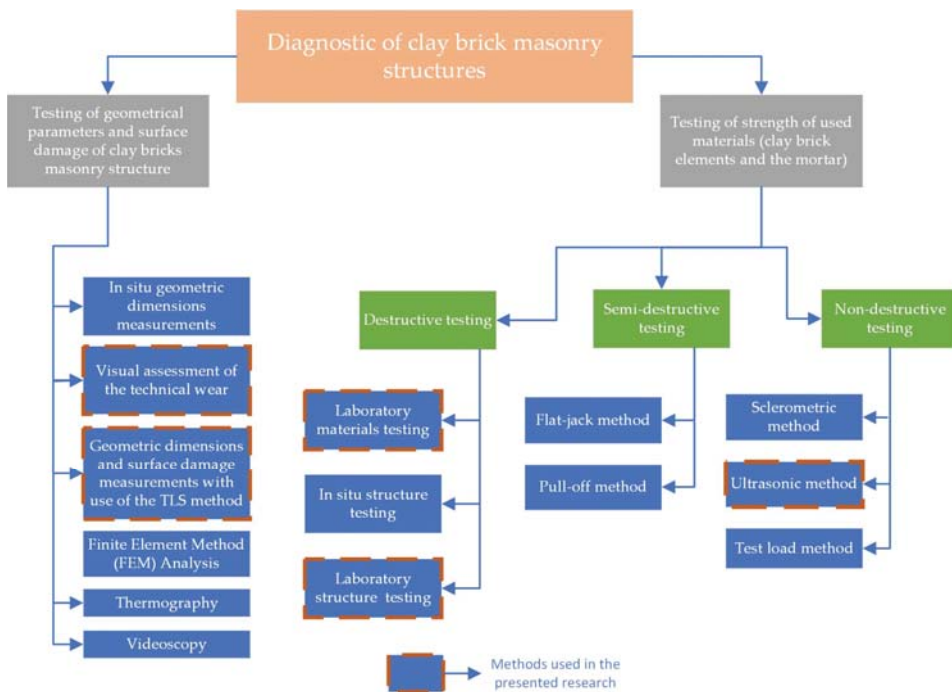 Diagnostic of clay brick masonry
structures
Testing of geometrical
parameters and surface
damage of clay bricks
masonry structure
Testing of strength of used
materials (clay brick
elements and the mortar)
In situ geometric
dimensions
measurements
Visual assessment of
the technical wear
Geometric dimensions
and surface damage
measurements with
use of the TLS method
Finite Element Method
(FEM) Analysis
Thermography
Videoscopy
Destructive testing
Laboratory
materials testing
In situ structure
testing
Laboratory
structure testing
Semi-destructive
testing
Flat-jack method
Pull-off method
Non-destructive
testing
Sclerometric
method
Ultrasonic method
Test load method
Methods used in the
presented research